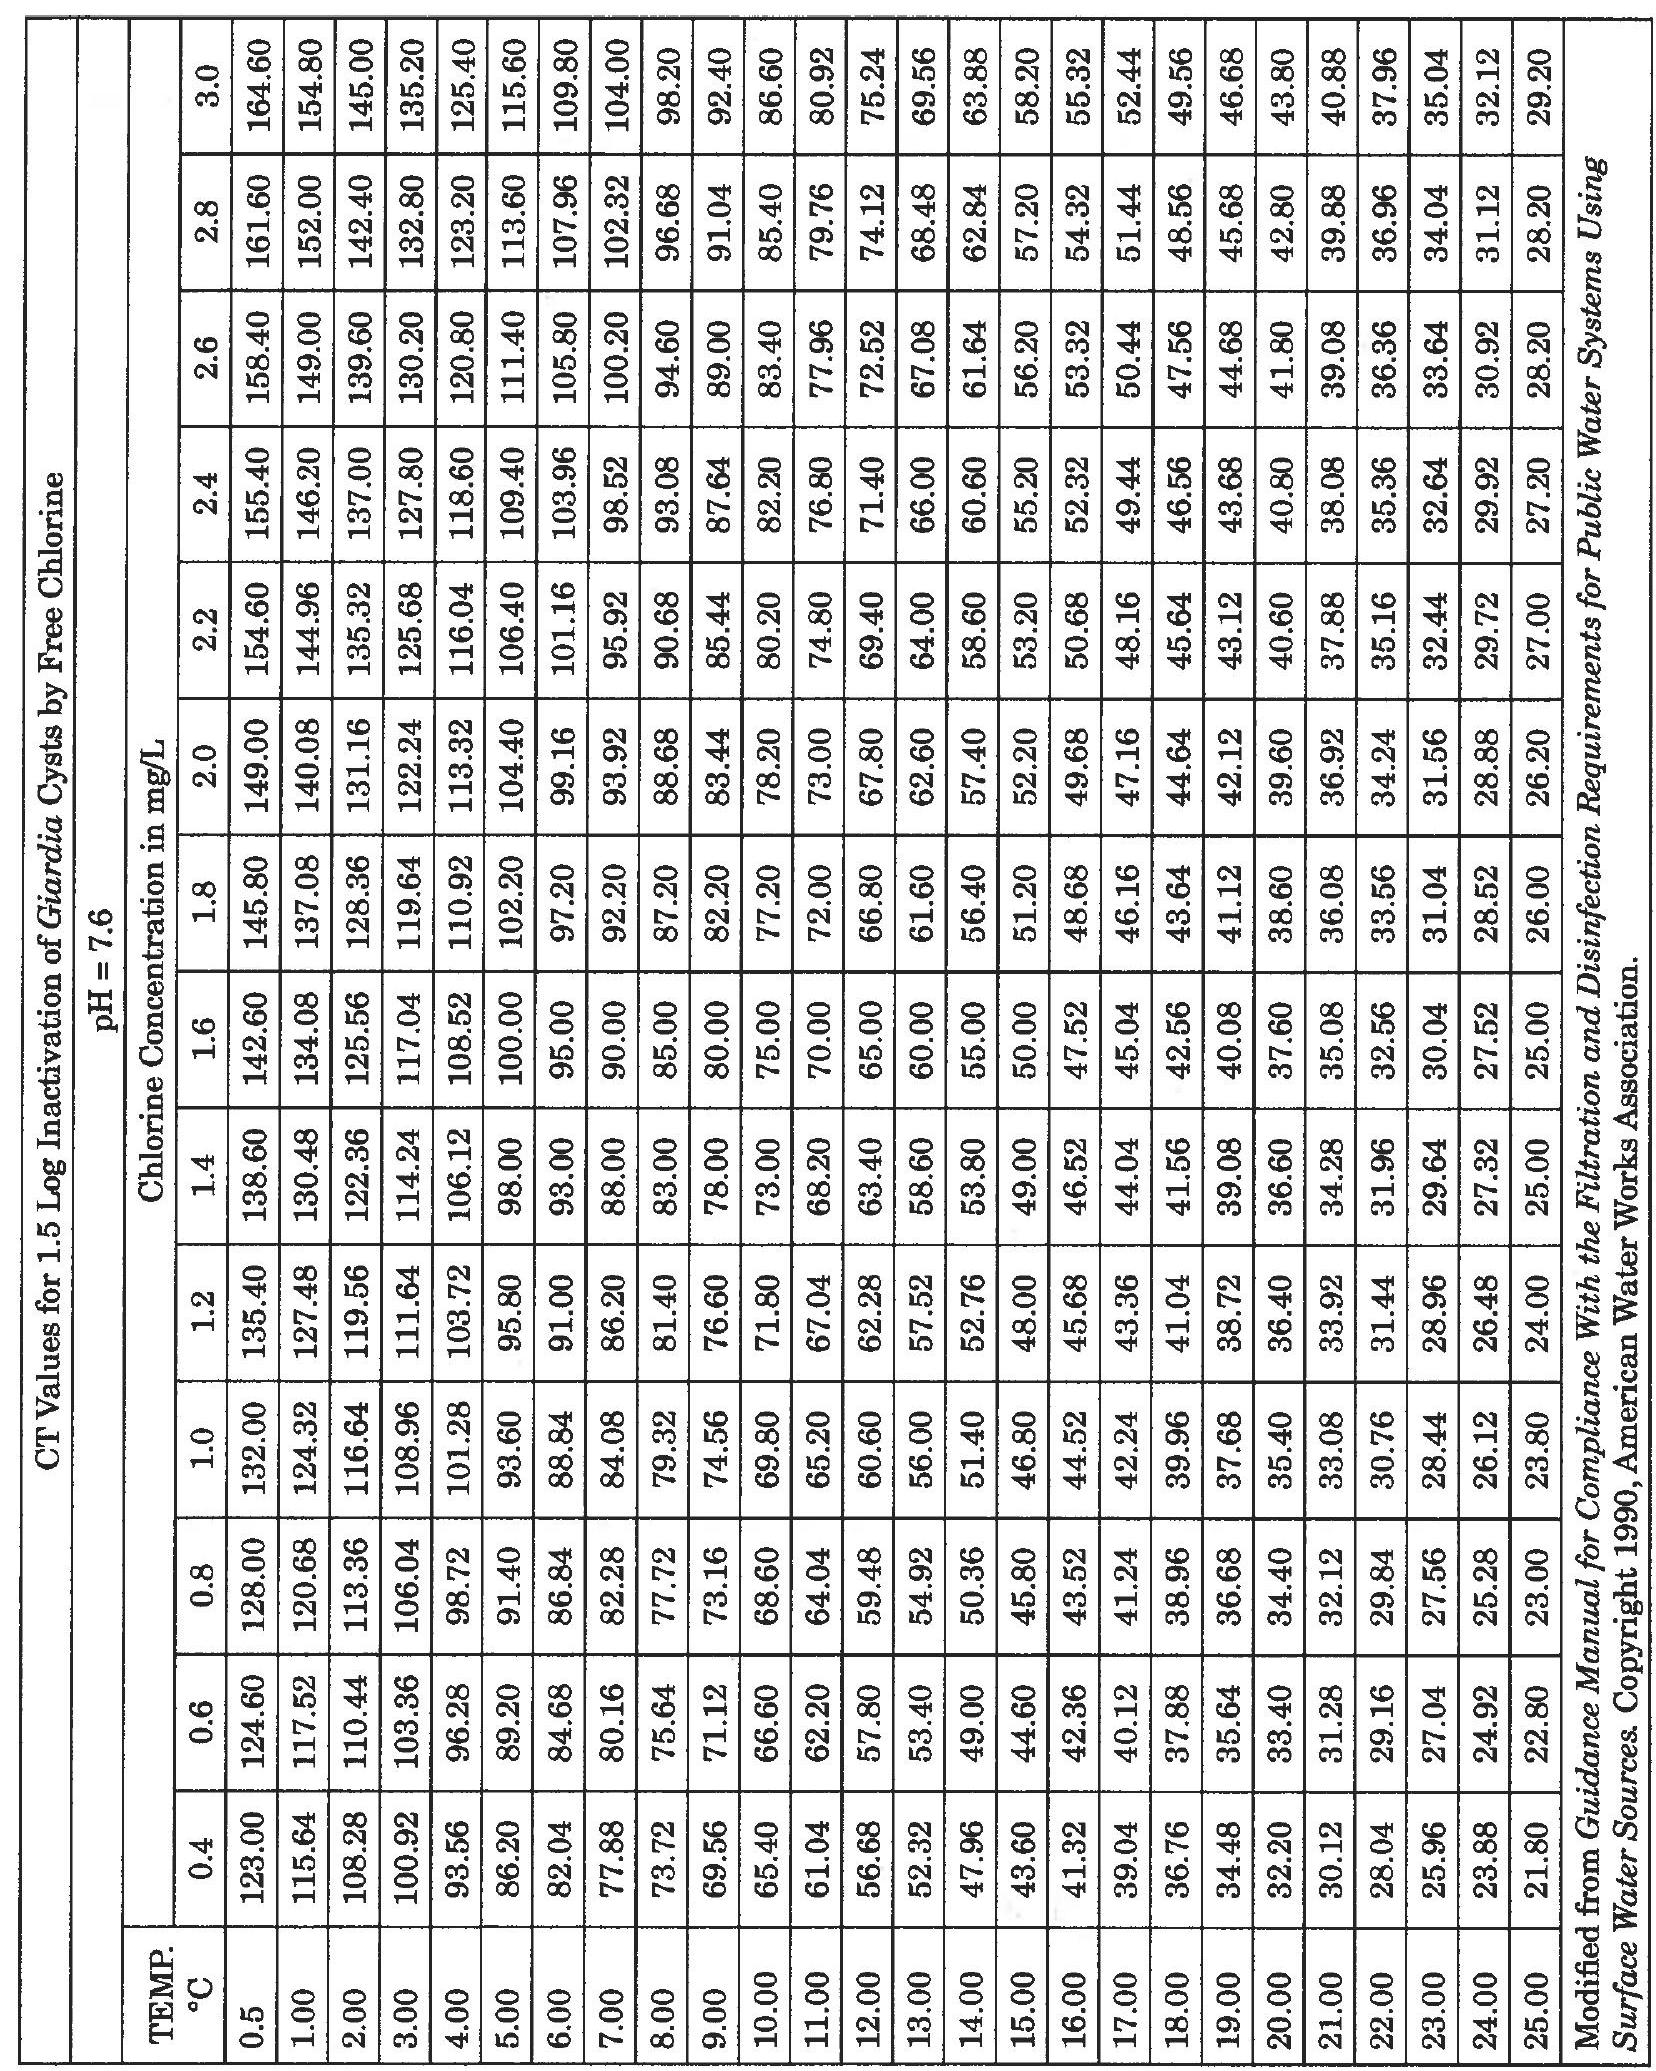 CT Values for 1.5 Log Inactivation of Giardia Cysts by Free Chlorine
pH = 7.6
TEMP. °C Chlorine Concentration in mg/L
0.4 0.6 0.8 1.0 1.2 1.4 1.6 1.8 2.0 2.2 2.4 2.6 2.8 3.0
0.5 123.00 124.60 128.00 132.00 135.40 138.60 142.60 145.80 149.00 154.60 155.40 158.40 161.60 164.60
1.00 115.64 117.52 120.68 124.32 127.48 130.48 134.08 137.08 140.08 144.96 146.20 149.00 152.00 154.80
2.00 108.28 110.44 113.36 116.64 119.56 122.36 125.56 128.36 131.16 135.32 137.00 139.60 142.40 145.00
3.00 100.92 103.36 106.04 108.96 111.64 114.24 117.04 119.64 122.24 125.68 127.80 130.20 132.80 135.20
4.00 93.56 96.28 98.72 101.28 103.72 106.12 108.52 110.92 113.32 116.04 118.60 120.80 123.20 125.40
5.00 86.20 89.20 91.40 93.60 95.80 98.00 100.00 102.20 104.40 106.40 109.40 111.40 113.60 115.60
6.00 82.04 84.68 86.84 88.84 91.00 93.00 95.00 97.20 99.16 101.16 103.96 105.80 107.96 109.80
7.00 77.88 80.16 82.28 84.08 86.20 88.00 90.00 92.20 93.92 95.92 98.52 100.20 102.32 104.00
8.00 73.72 75.64 77.72 79.32 81.40 83.00 85.00 87.20 88.68 90.68 93.08 94.60 96.68 98.20
9.00 69.56 71.12 73.16 74.56 76.60 78.00 80.00 82.20 83.44 85.44 87.64 89.00 91.04 92.40
10.00 65.40 66.60 68.60 69.80 71.80 73.00 75.00 77.20 78.20 80.20 82.20 83.40 85.40 86.60
11.00 61.04 62.20 64.04 65.20 67.04 68.20 70.00 72.00 73.00 74.80 76.80 77.96 79.76 80.92
12.00 56.68 57.80 59.48 60.60 62.28 63.40 65.00 66.80 67.80 69.40 71.40 72.52 74.12 75.24
13.00 52.32 53.40 54.92 56.00 57.52 58.60 60.00 61.60 62.60 64.00 66.00 67.08 68.48 69.56
14.00 47.96 49.00 50.36 51.40 52.76 53.80 55.00 56.40 57.40 58.60 60.60 61.64 62.84 63.88
15.00 43.60 44.60 45.80 46.80 48.00 49.00 50.00 51.20 52.20 53.20 55.20 56.20 57.20 58.20
16.00 41.32 42.36 43.52 44.52 45.68 46.52 47.52 48.68 49.68 50.68 52.32 53.32 54.32 55.32
17.00 39.04 40.12 41.24 42.24 43.36 44.04 45.04 46.16 47.16 48.16 49.44 50.44 51.44 52.44
18.00 36.76 37.88 38.96 39.96 41.04 41.56 42.56 43.64 44.64 45.64 46.56 47.56 48.56 49.56
19.00 34.48 35.64 36.68 37.68 38.72 39.08 40.08 41.12 42.12 43.12 43.68 44.68 45.68 46.68
20.00 32.20 33.40 34.40 35.40 36.40 36.60 37.60 38.60 39.60 40.60 40.80 41.80 42.80 43.80
21.00 30.12 31.28 32.12 33.08 33.92 34.28 35.08 36.08 36.92 37.88 38.08 39.08 39.88 40.88
22.00 28.04 29.16 29.84 30.76 31.44 31.96 32.56 33.56 34.24 35.16 35.36 36.36 36.96 37.96
23.00 25.96 27.04 27.56 28.44 28.96 29.64 30.04 31.04 31.56 32.44 32.64 33.64 34.04 35.04
24.00 23.88 24.92 25.28 26.12 26.48 27.32 27.52 28.52 28.88 29.72 29.92 30.92 31.12 32.12
25.00 21.80 22.80 23.00 23.80 24.00 25.00 25.00 26.00 26.20 27.00 27.20 28.20 28.20 29.20
Modified from Guidance Manual for Compliance With the Filtration and Disinfection Requirements for Public Water Systems Using
Surface Water Sources. Copyright 1990, American Water Works Association.